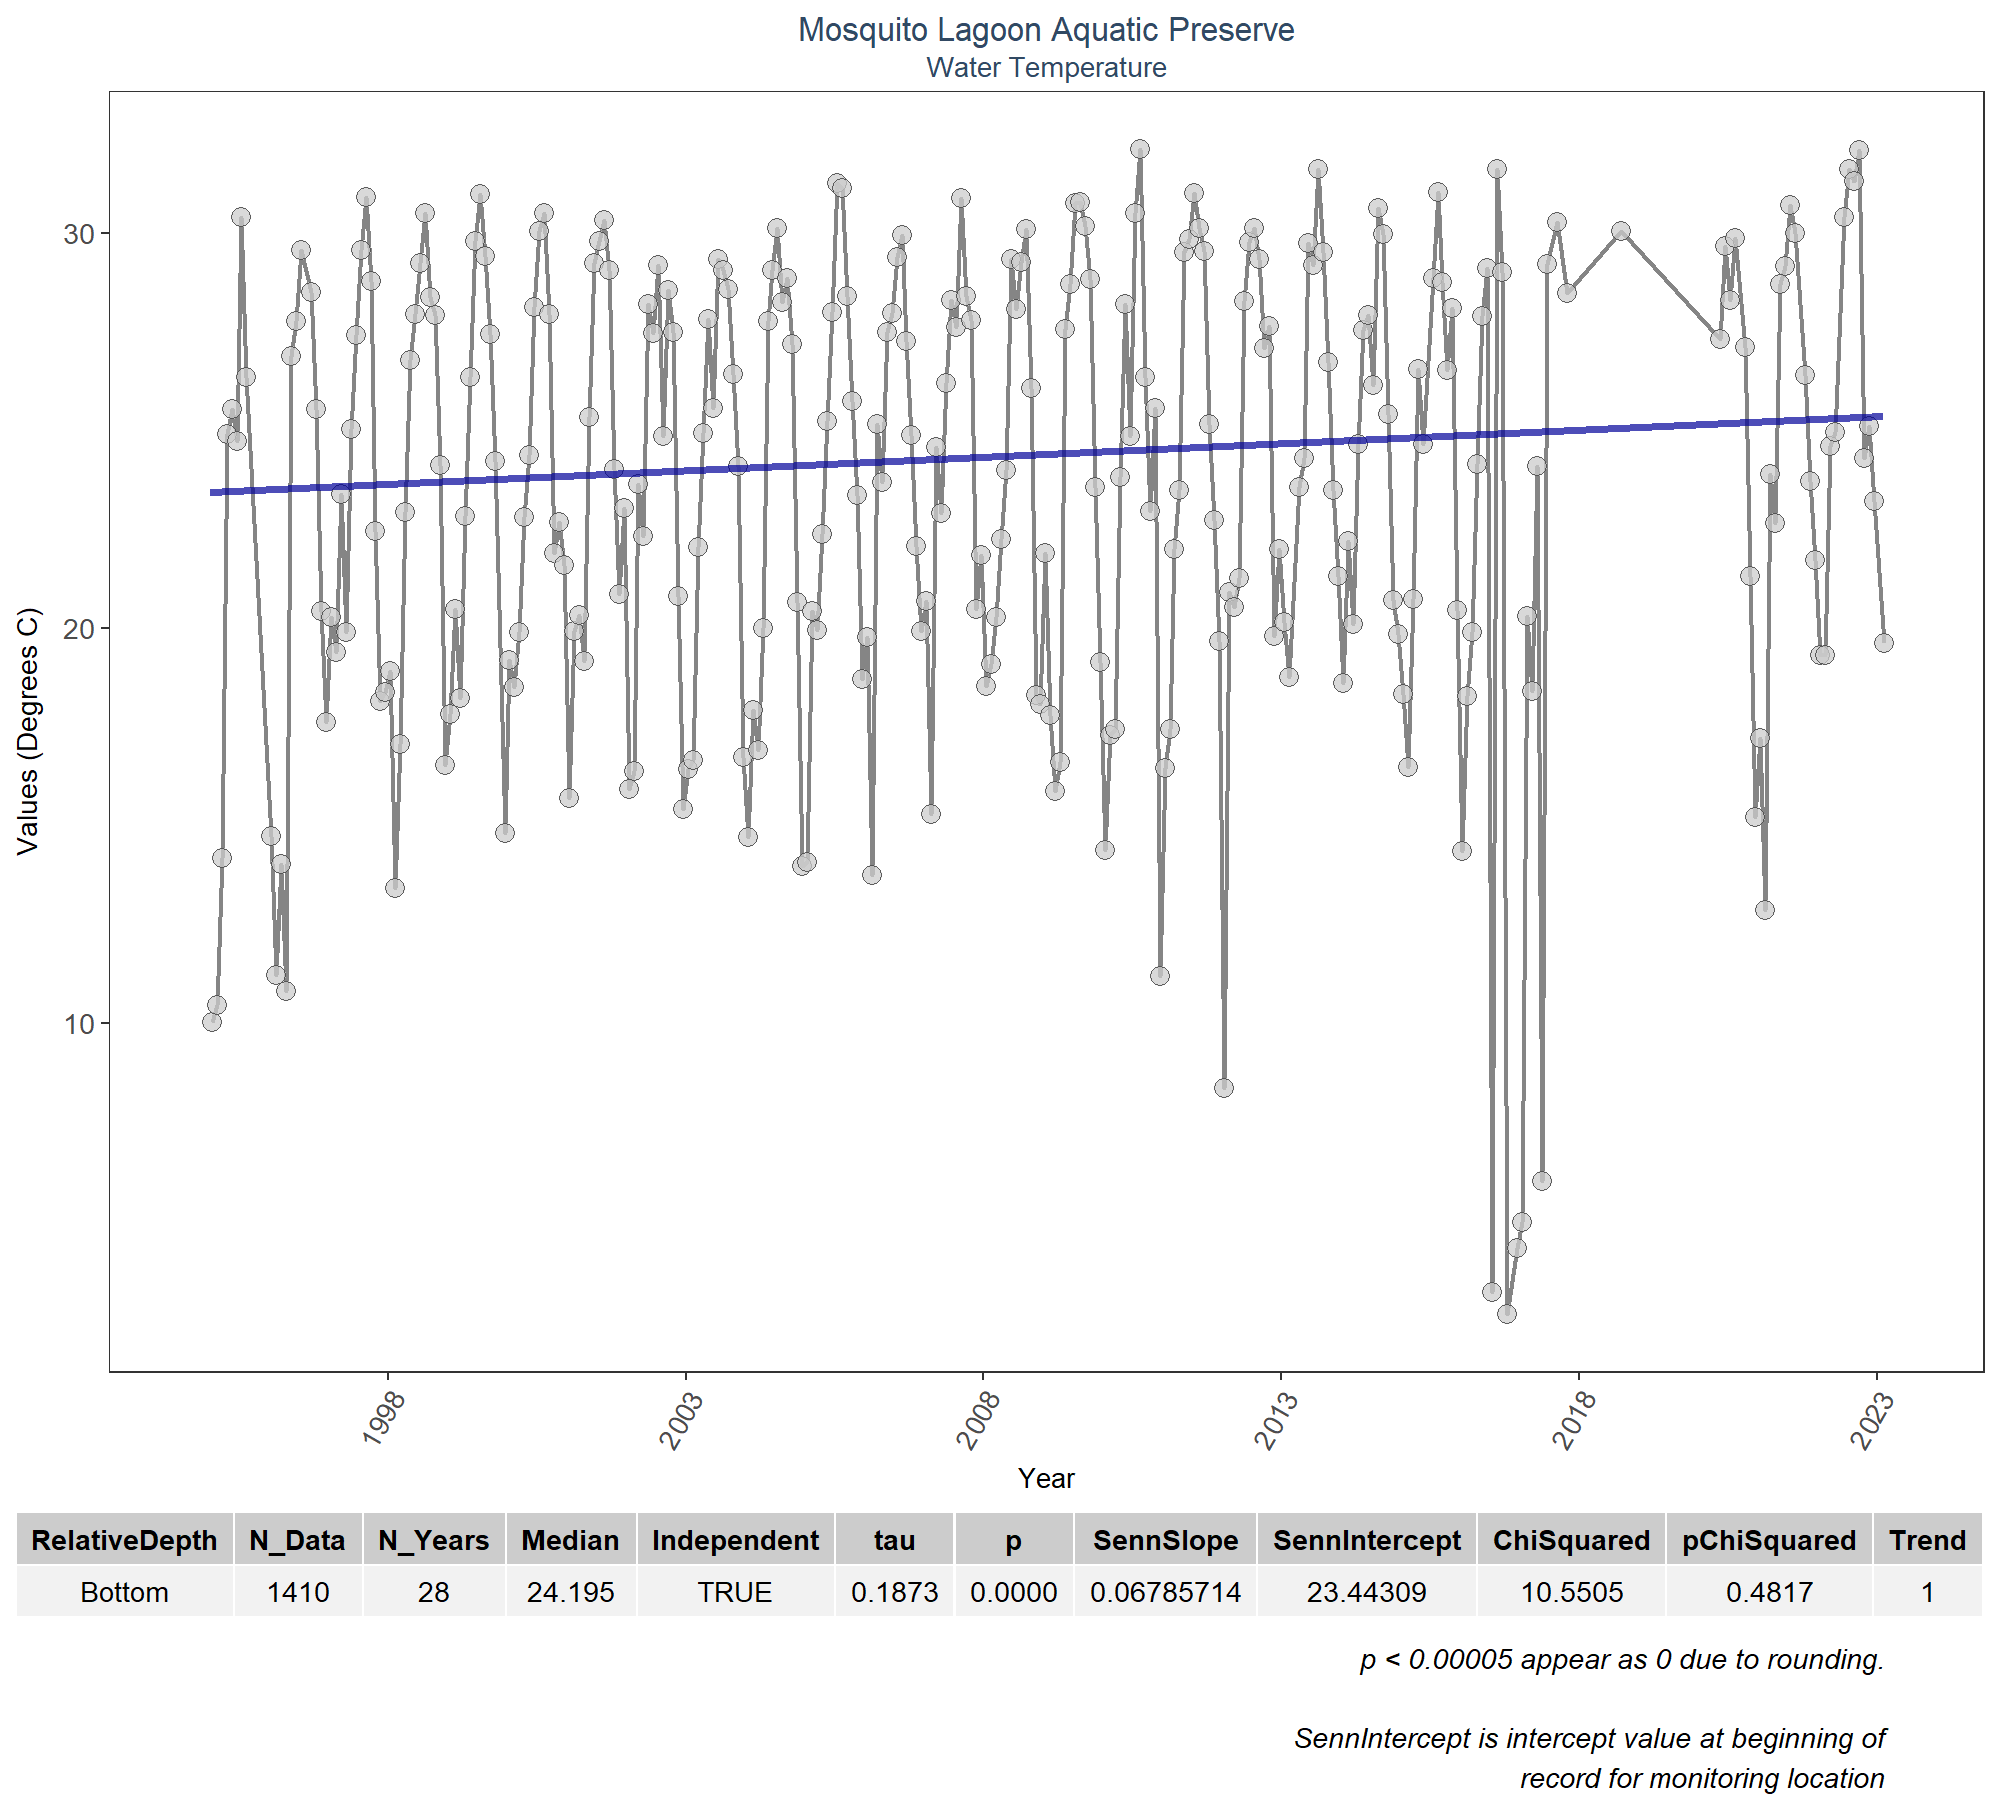 Mosquito Lagoon Aquatic Preserve
Water Temperature
Values (Degrees C)
30
20
10
1998
2003
2008
2013
2018
2023
Year
RelativeDepth N_Data N_Years Median Independent tau p SennSlope SennIntercept ChiSquared pChiSquared Trend
Bottom 1410 28 24.195 TRUE 0.1873 0.0000 0.06785714 23.44309 10.5505 0.4817 1
p < 0.00005 appear as 0 due to rounding.
SennIntercept is intercept value at beginning of
record for monitoring location